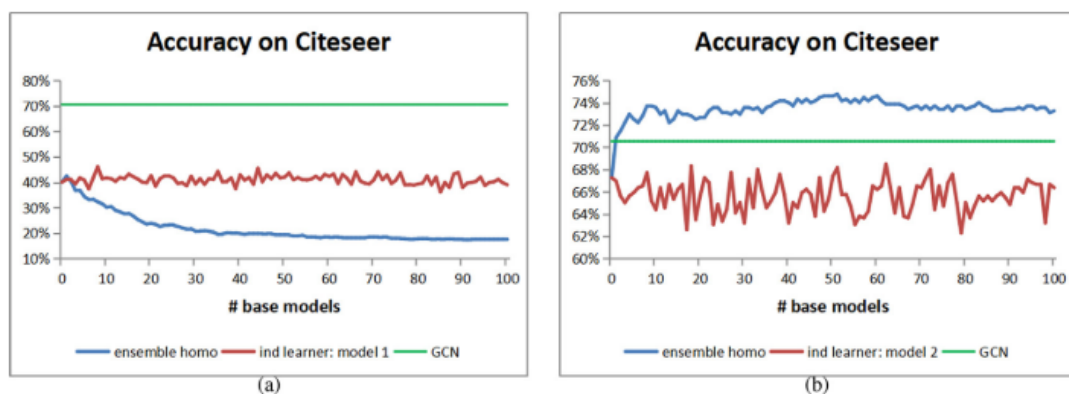 Accuracy on Citeseer
80%
70%
60%
50%
40%
30%
20%
10%
0 10 20 30 40 50 60 70 80 90 100
# base models
ensemble homo ind learner: model 1 GCN
(a)
Accuracy on Citeseer
76%
74%
72%
70%
68%
66%
64%
62%
60%
0 10 20 30 40 50 60 70 80 90 100
# base models
ensemble homo ind learner: model 2 GCN
(b)